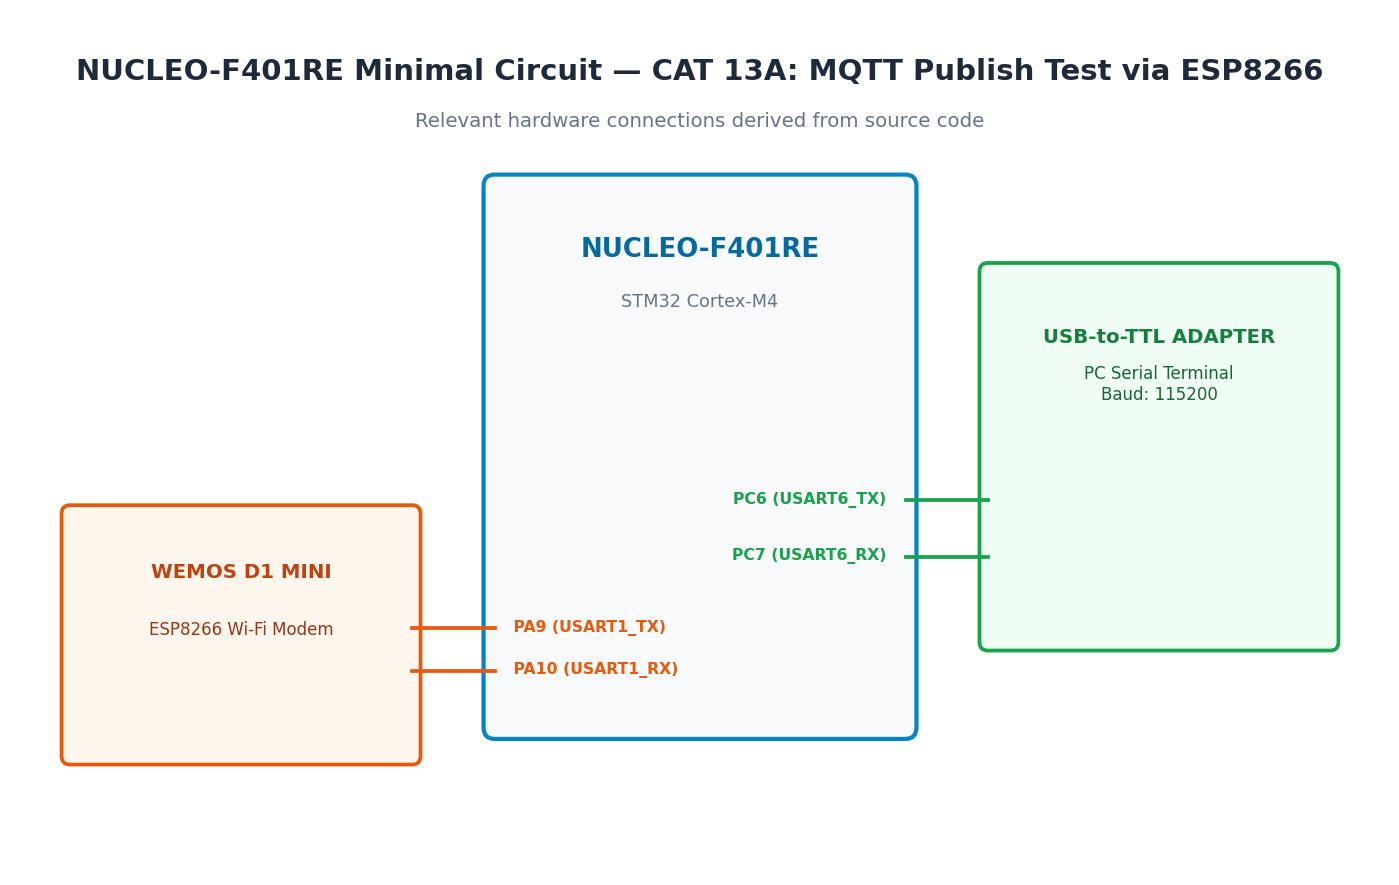 NUCLEO-F401RE Minimal Circuit — CAT 13A: MQTT Publish Test via ESP8266
Relevant hardware connections derived from source code
NUCLEO-F401RE
STM32 Cortex-M4
USB-to-TTL ADAPTER
PC Serial Terminal
Baud: 115200
PC6 (USART6_TX)
PC7 (USART6_RX)
WEMOS D1 MINI
ESP8266 Wi-Fi Modem
PA9 (USART1_TX)
PA10 (USART1_RX)